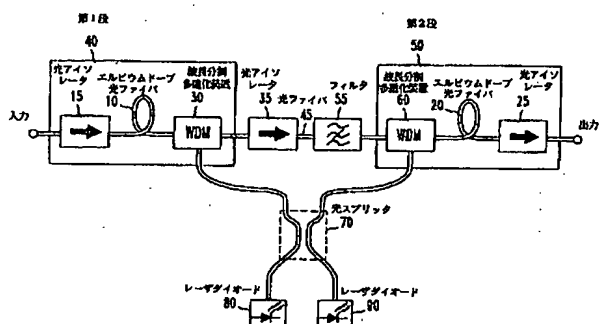 第1段
40
光アイソ
レータ
15
エルビウムドープ
光ファイバ
10
波長分割
多重化装置
30
WDM
光アイソ
レータ
35
光ファイバ
45
フィルタ
55
第2段
50
波長分割
多重化装置
60
WDM
エルビウムドープ
光ファイバ
20
光アイソ
レータ
25
入力
出力
光スプリッタ
70
レーザダイオード
80
レーザダイオード
90